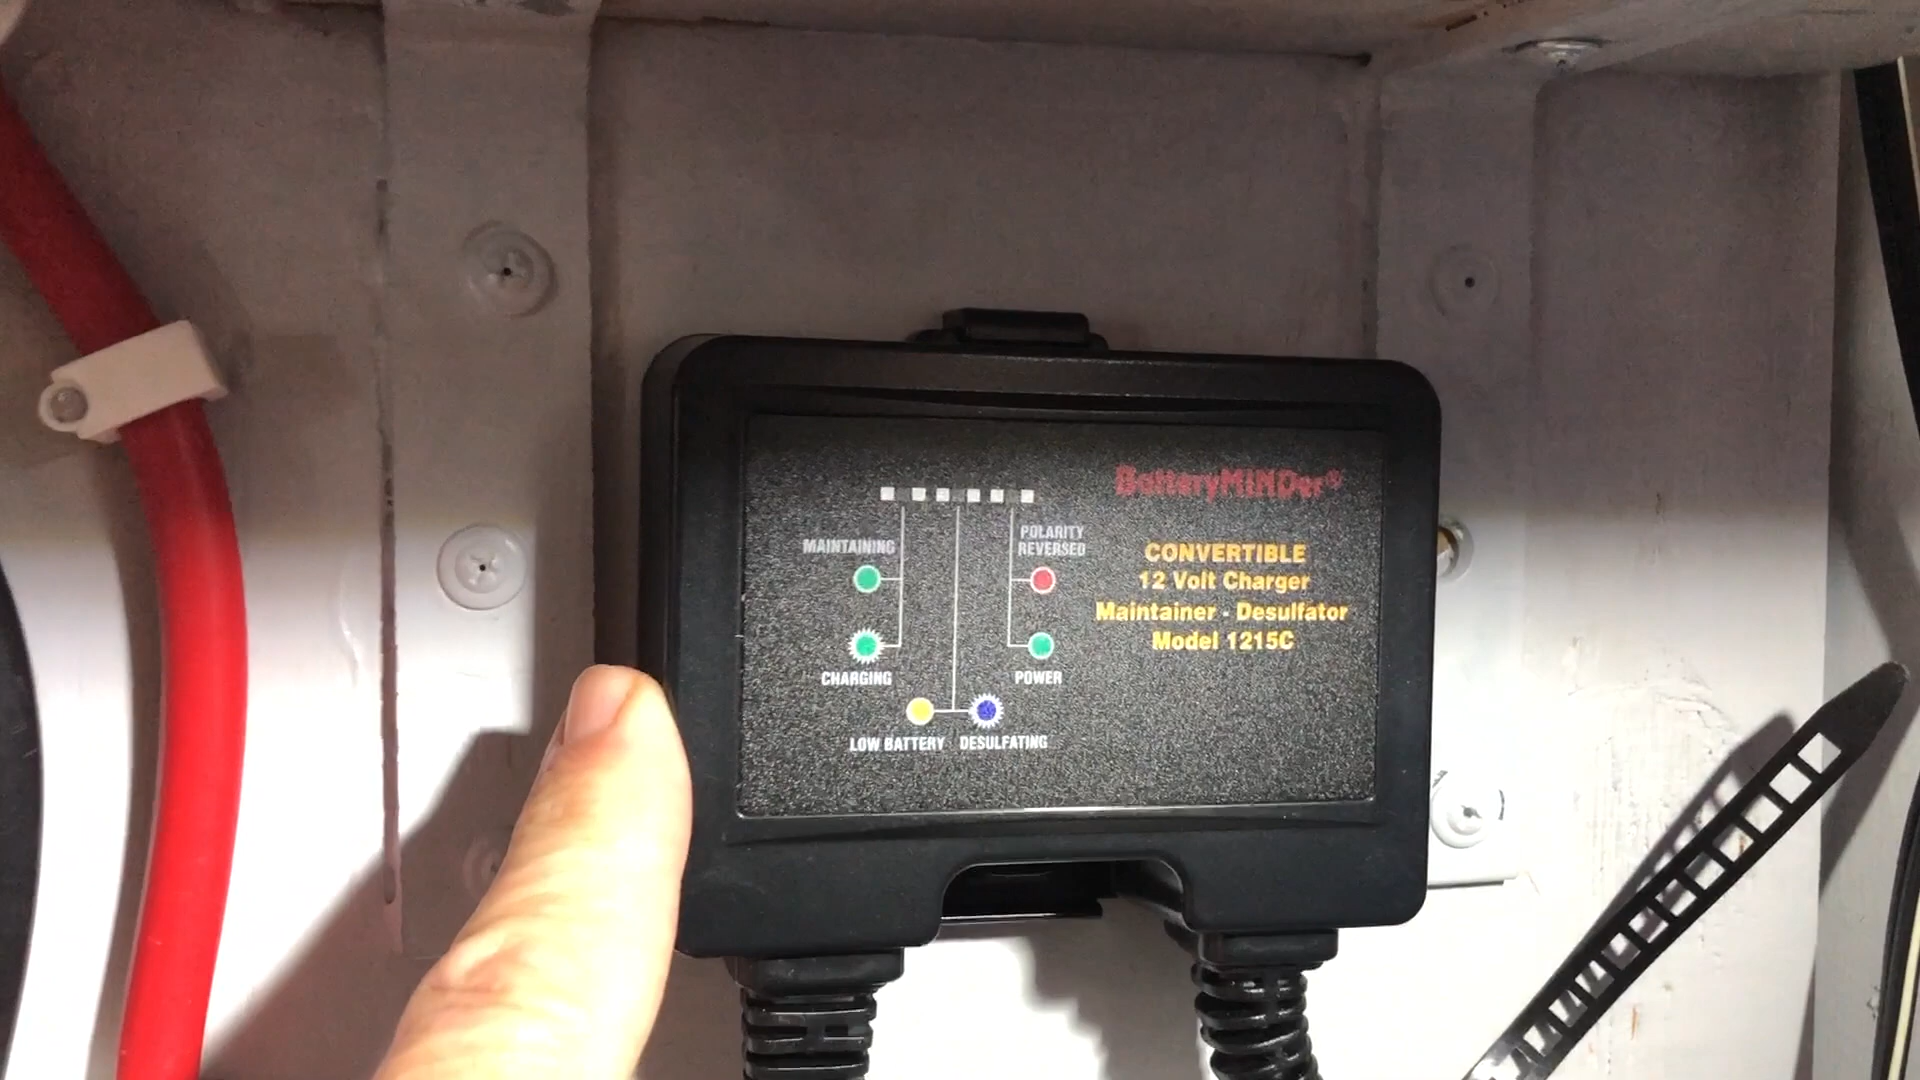 BatteryMINDer®
MAINTAINING
POLARITY
REVERSED
CONVERTIBLE
12 Volt Charger
Maintainer - Desulfator
Model 1215C
CHARGING
POWER
LOW BATTERY
DESULFATING